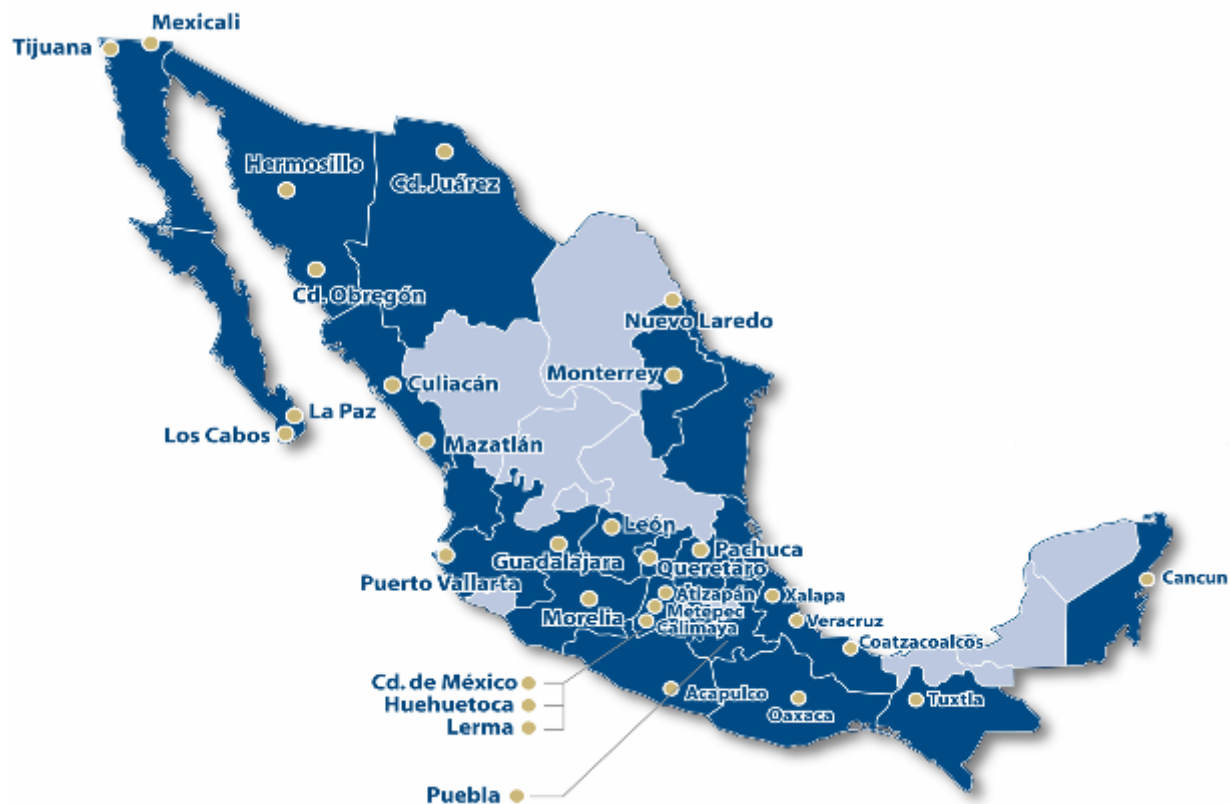 Mexicali
Tijuana
Hermosillo
Cd. Juárez
Cd. Obregón
Nuevo Laredo
Monterrey
Culiacán
La Paz
Los Cabos
Mazatlán
León
Guadalajara
Pachuca
Querétaro
Puerto Vallarta
Cancun
Atizapán
Xalapa
Metepec
Morelia
Calimaya
Veracruz
Coatzacoalcos
Cd. de México
Acapulco
Oaxaca
Tuxtla
Huehuetoca
Lerma
Puebla